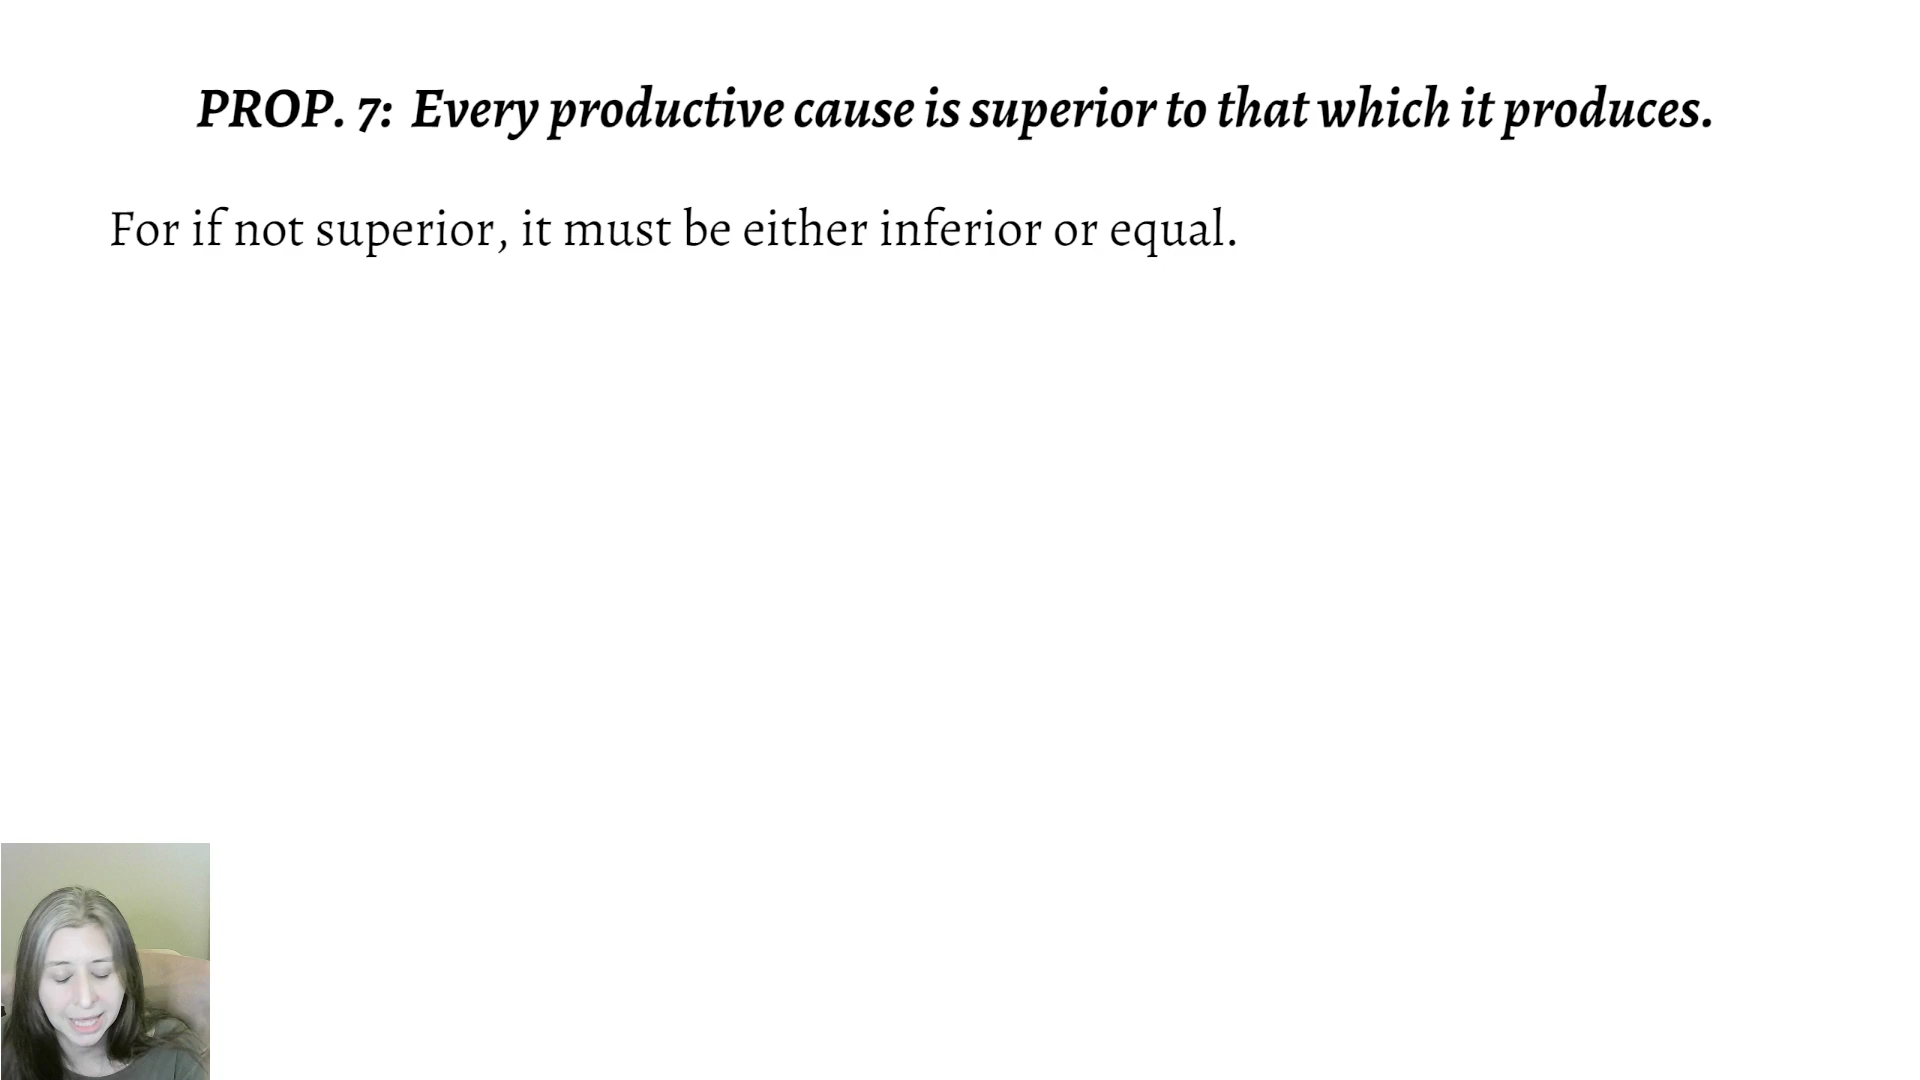 PROP. 7: Every productive cause is superior to that which it produces.
For if not superior, it must be either inferior or equal.